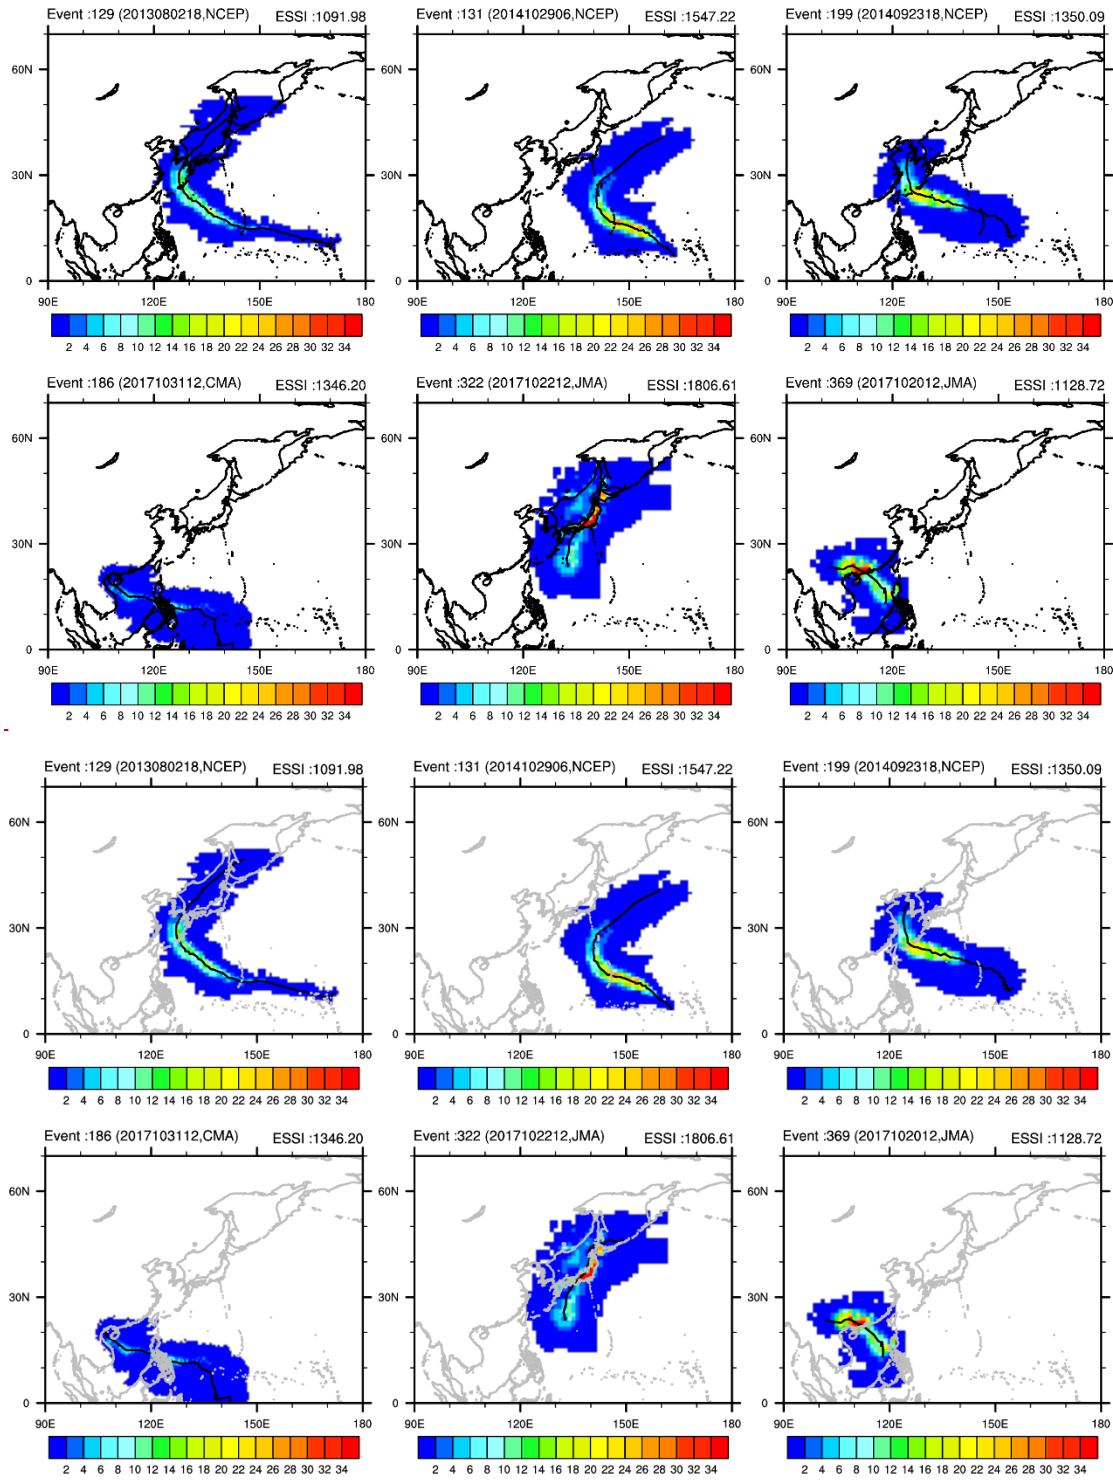 Event :129 (2013080218,NCEP) ESSI :1091.98 Event :131 (2014102906,NCEP) ESSI :1547.22 Event :199 (2014092318,NCEP) ESSI :1350.09
60N 60N 60N
30N 30N 30N
0 0 0
90E 120E 150E 180 90E 120E 150E 180 90E 120E 150E 180
2 4 6 8 10 12 14 16 18 20 22 24 26 28 30 32 34 2 4 6 8 10 12 14 16 18 20 22 24 26 28 30 32 34 2 4 6 8 10 12 14 16 18 20 22 24 26 28 30 32 34
Event :186 (2017103112,CMA) ESSI :1346.20 Event :322 (2017102212,JMA) ESSI :1806.61 Event :369 (2017102012,JMA) ESSI :1128.72
60N 60N 60N
30N 30N 30N
0 0 0
90E 120E 150E 180 90E 120E 150E 180 90E 120E 150E 180
2 4 6 8 10 12 14 16 18 20 22 24 26 28 30 32 34 2 4 6 8 10 12 14 16 18 20 22 24 26 28 30 32 34 2 4 6 8 10 12 14 16 18 20 22 24 26 28 30 32 34
Event :129 (2013080218,NCEP) ESSI :1091.98 Event :131 (2014102906,NCEP) ESSI :1547.22 Event :199 (2014092318,NCEP) ESSI :1350.09
60N 60N 60N
30N 30N 30N
0 0 0
90E 120E 150E 180 90E 120E 150E 180 90E 120E 150E 180
2 4 6 8 10 12 14 16 18 20 22 24 26 28 30 32 34 2 4 6 8 10 12 14 16 18 20 22 24 26 28 30 32 34 2 4 6 8 10 12 14 16 18 20 22 24 26 28 30 32 34
Event :186 (2017103112,CMA) ESSI :1346.20 Event :322 (2017102212,JMA) ESSI :1806.61 Event :369 (2017102012,JMA) ESSI :1128.72
60N 60N 60N
30N 30N 30N
0 0 0
90E 120E 150E 180 90E 120E 150E 180 90E 120E 150E 180
2 4 6 8 10 12 14 16 18 20 22 24 26 28 30 32 34 2 4 6 8 10 12 14 16 18 20 22 24 26 28 30 32 34 2 4 6 8 10 12 14 16 18 20 22 24 26 28 30 32 34